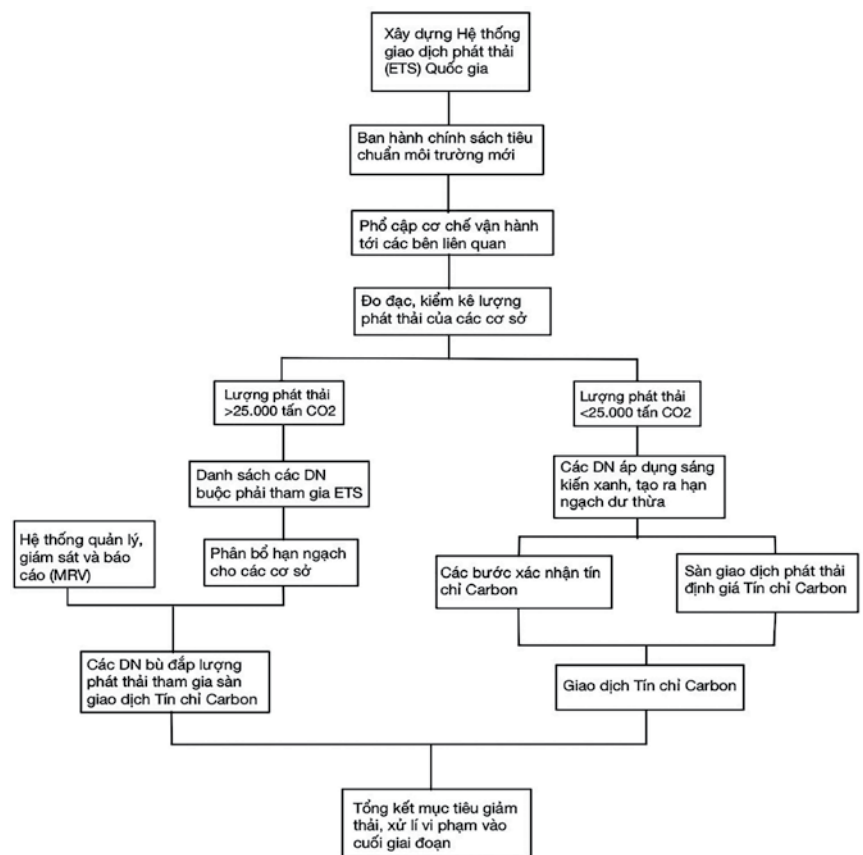 Xây dựng Hệ thống
giao dịch phát thải
(ETS) Quốc gia
Ban hành chính sách tiêu
chuẩn môi trường mới
Phổ cập cơ chế vận hành
tới các bên liên quan
Đo đạc, kiểm kê lượng
phát thải của các cơ sở
Lượng phát thải
>25.000 tấn CO2
Lượng phát thải
<25.000 tấn CO2
Danh sách các DN
buộc phải tham gia ETS
Các DN áp dụng sáng
kiến xanh, tạo ra hạn
ngạch dư thừa
Hệ thống quản lý,
giám sát và báo
cáo (MRV)
Phân bổ hạn ngạch
cho các cơ sở
Các bước xác nhận tín
chỉ Carbon
Sàn giao dịch phát thải
định giá Tín chỉ Carbon
Các DN bù đắp lượng
phát thải tham gia sàn
giao dịch Tín chỉ Carbon
Giao dịch Tín chỉ Carbon
Tổng kết mục tiêu giảm
thải, xử lí vi phạm vào
cuối giai đoạn